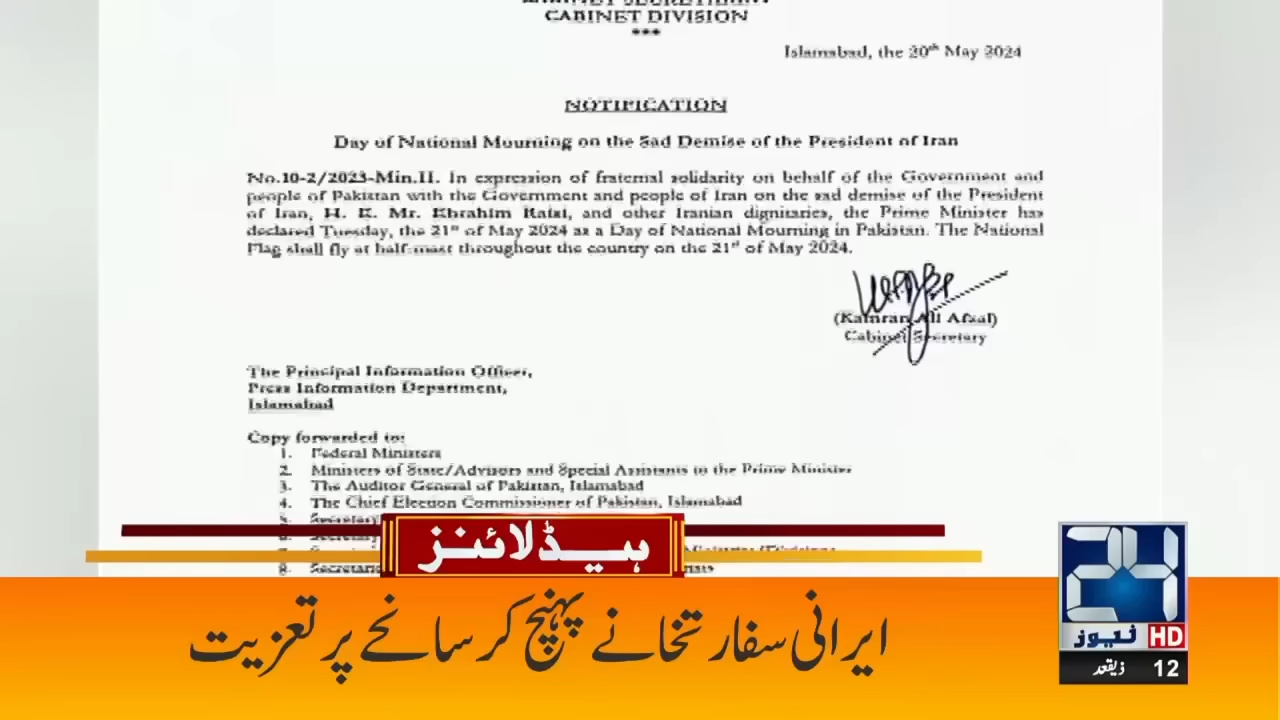 CABINET DIVISION
***
Islamabad, the 20th May 2024
NOTIFICATION
Day of National Mourning on the Sad Demise of the President of Iran
No.10-2/2023-Min.II. In expression of fraternal solidarity on behalf of the Government and
people of Pakistan with the Government and people of Iran on the sad demise of the President
of Iran, H. E. Mr. Ebrahim Raisi, and other Iranian dignitaries, the Prime Minister has
declared Tuesday, the 21st of May 2024 as a Day of National Mourning in Pakistan. The National
Flag shall fly at half-mast throughout the country on the 21st of May 2024.
(Kamran Ali Afzal)
Cabinet Secretary
The Principal Information Officer,
Press Information Department,
Islamabad
Copy forwarded to:
1. Federal Ministers
2. Ministers of State/Advisors and Special Assistants to the Prime Minister
3. The Auditor General of Pakistan, Islamabad
4. The Chief Election Commissioner of Pakistan, Islamabad
5. Secretary
6. Secretary
ہیڈلائنز
ایرانی سفارتخانے پہنچ کر سانحے پر تعزیت
24
نیوز HD
12 ذیقعد